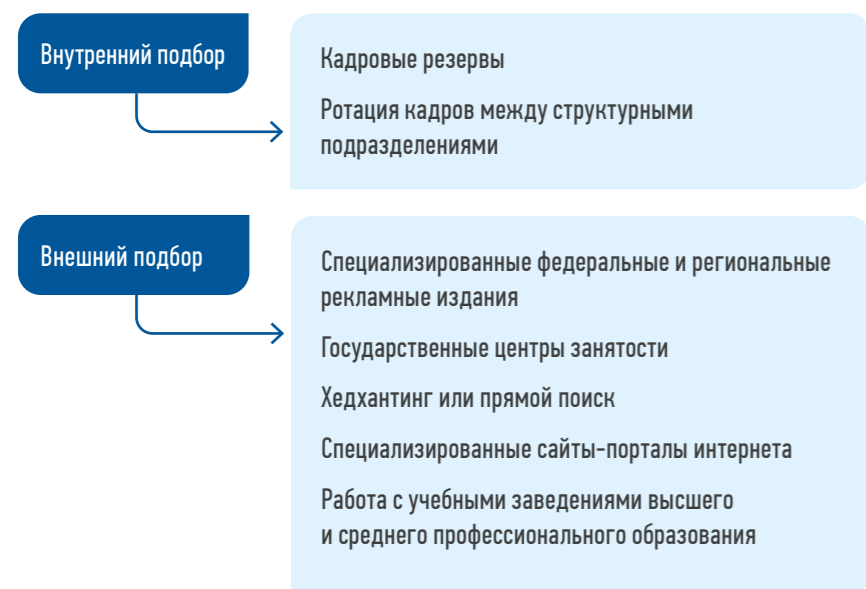 Внутренний подбор
Кадровые резервы
Ротация кадров между структурными
подразделениями
Внешний подбор
Специализированные федеральные и региональные
рекламные издания
Государственные центры занятости
Хедхантинг или прямой поиск
Специализированные сайты-порталы интернета
Работа с учебными заведениями высшего
и среднего профессионального образования